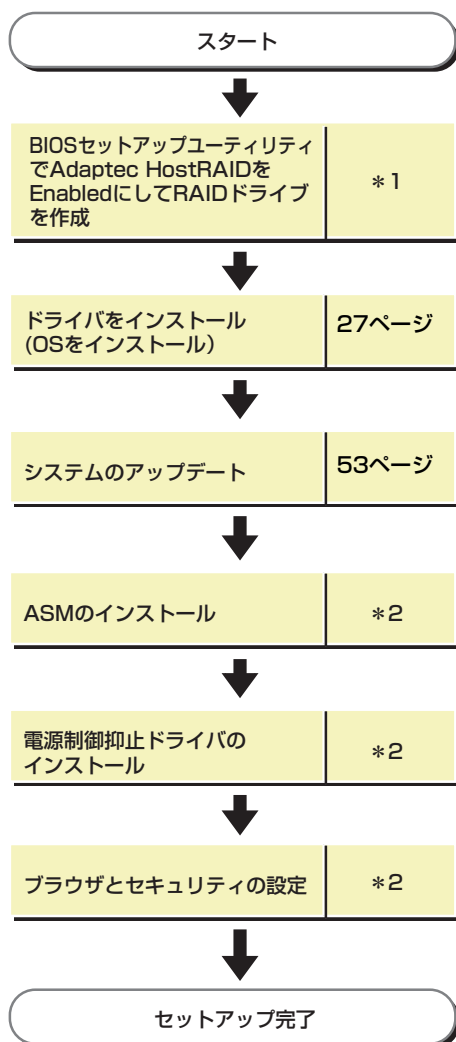 スタート
BIOSセットアップユーティリティ
でAdaptec HostRAIDを
EnabledにしてRAIDドライブ
を作成
＊1
ドライバをインストール
(OSをインストール）
27ページ
システムのアップデート
53ページ
ASMのインストール
＊2
電源制御抑止ドライバの
インストール
＊2
ブラウザとセキュリティの設定
＊2
セットアップ完了